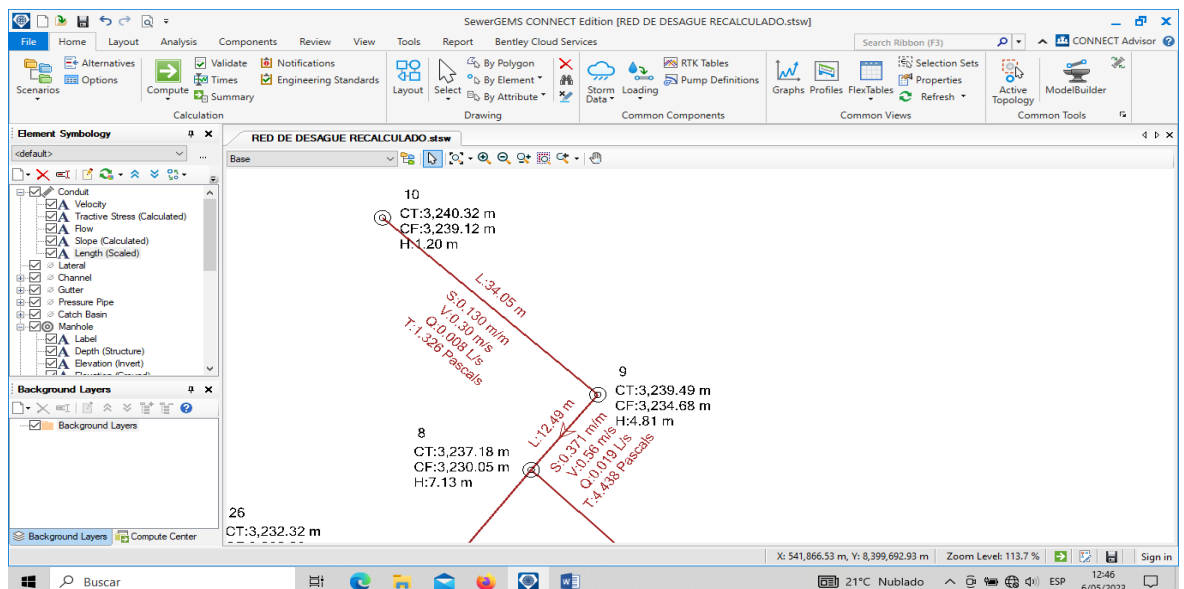 SewerGEMS CONNECT Edition [RED DE DESAGUE RECALCULADO.stsw]
File Home Layout Analysis Components Review View Tools Report Bentley Cloud Services Search Ribbon (F3) CONNECT Advisor
Scenarios
Alternatives
Options
Compute
Validate
Times
Summary
Notifications
Engineering Standards
Calculation
Layout
Select
By Polygon
By Element
By Attribute
Drawing
Storm Data
Loading
RTK Tables
Pump Definitions
Common Components
Graphs
Profiles
FlexTables
Selection Sets
Properties
Refresh
Common Views
Active Topology
ModelBuilder
Common Tools
Element Symbology
<default>
...
Conduit
Velocity
Tractive Stress (Calculated)
Flow
Slope (Calculated)
Length (Scaled)
Lateral
Channel
Gutter
Pressure Pipe
Catch Basin
Manhole
Label
Depth (Structure)
Elevation (Invert)
Background Layers
Background Layers
Background Layers Compute Center
RED DE DESAGUE RECALCULADO.stsw
Base
10
CT:3,240.32 m
CF:3,239.12 m
H:1.20 m
L:34.05 m
S:0.130 m/m
V:0.30 m/s
Q:0.008 L/s
T:1.326 Pascals
9
CT:3,239.49 m
CF:3,234.68 m
H:4.81 m
L:12.49 m
S:0.371 m/m
V:0.56 m/s
Q:0.019 L/s
T:4.438 Pascals
8
CT:3,237.18 m
CF:3,230.05 m
H:7.13 m
26
CT:3,232.32 m
X: 541,866.53 m, Y: 8,399,692.93 m Zoom Level: 113.7 % Sign in
Buscar
21°C Nublado
ESP
12:46
6/05/2023